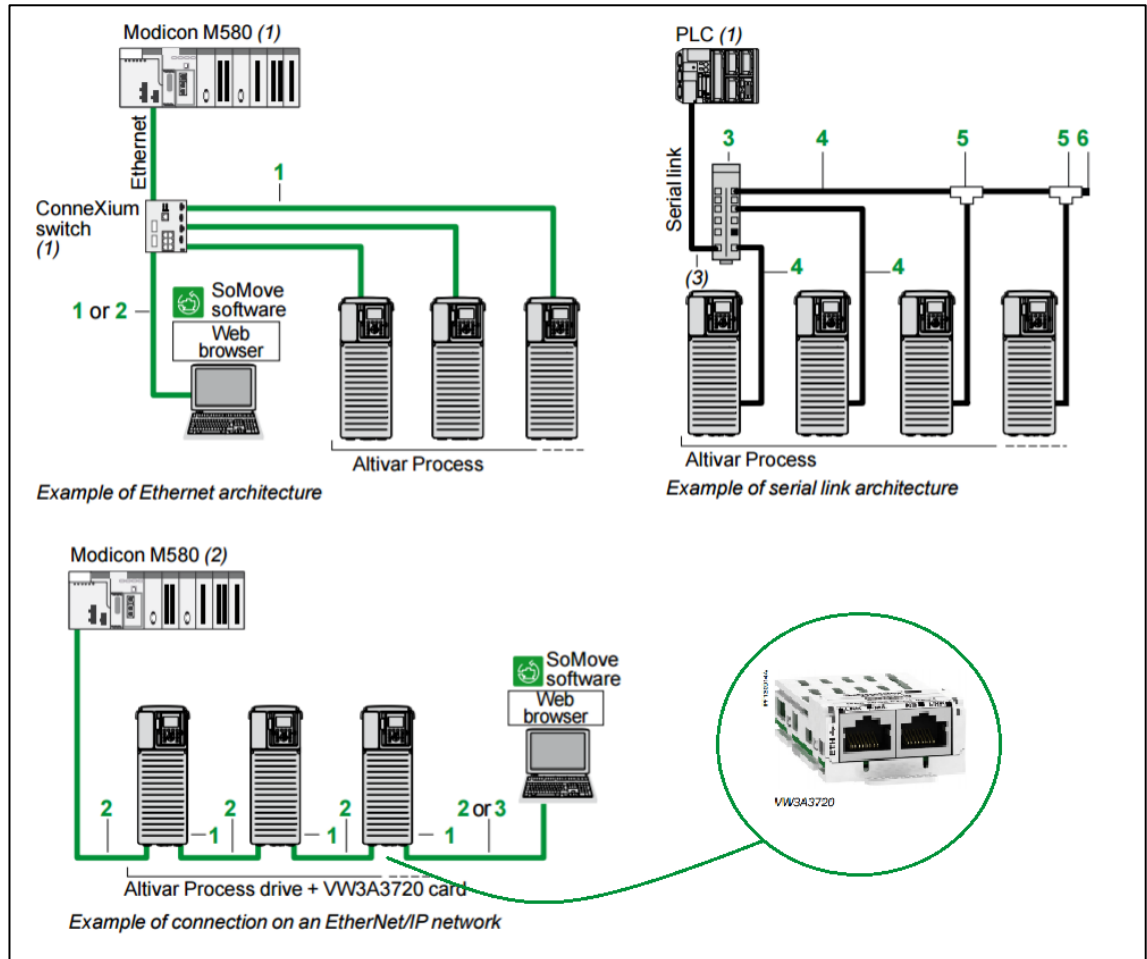 Modicon M580 (1)
Ethernet
1
ConneXium
switch
(1)
1 or 2
SoMove
software
Web
browser
Altivar Process
Example of Ethernet architecture
PLC (1)
Serial link
3
4
5
5
6
(3)
4
4
Altivar Process
Example of serial link architecture
Modicon M580 (2)
SoMove
software
Web
browser
2
1
2
1
2
1
2 or 3
Altivar Process drive + VW3A3720 card
Example of connection on an EtherNet/IP network
ETH
VW3A3720